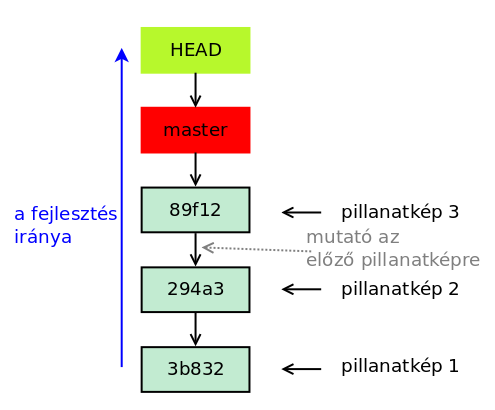 HEAD
master
a fejlesztés
iránya
89f12
pillanatkép 3
mutató az
előző pillanatképre
294a3
pillanatkép 2
3b832
pillanatkép 1